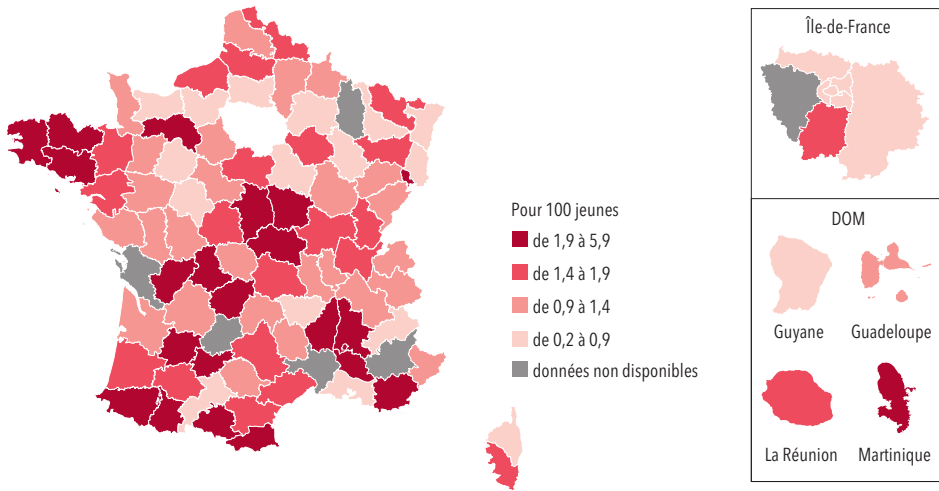 Île-de-France
Pour 100 jeunes
de 1,9 à 5,9
de 1,4 à 1,9
de 0,9 à 1,4
de 0,2 à 0,9
données non disponibles
DOM
Guyane
Guadeloupe
La Réunion
Martinique